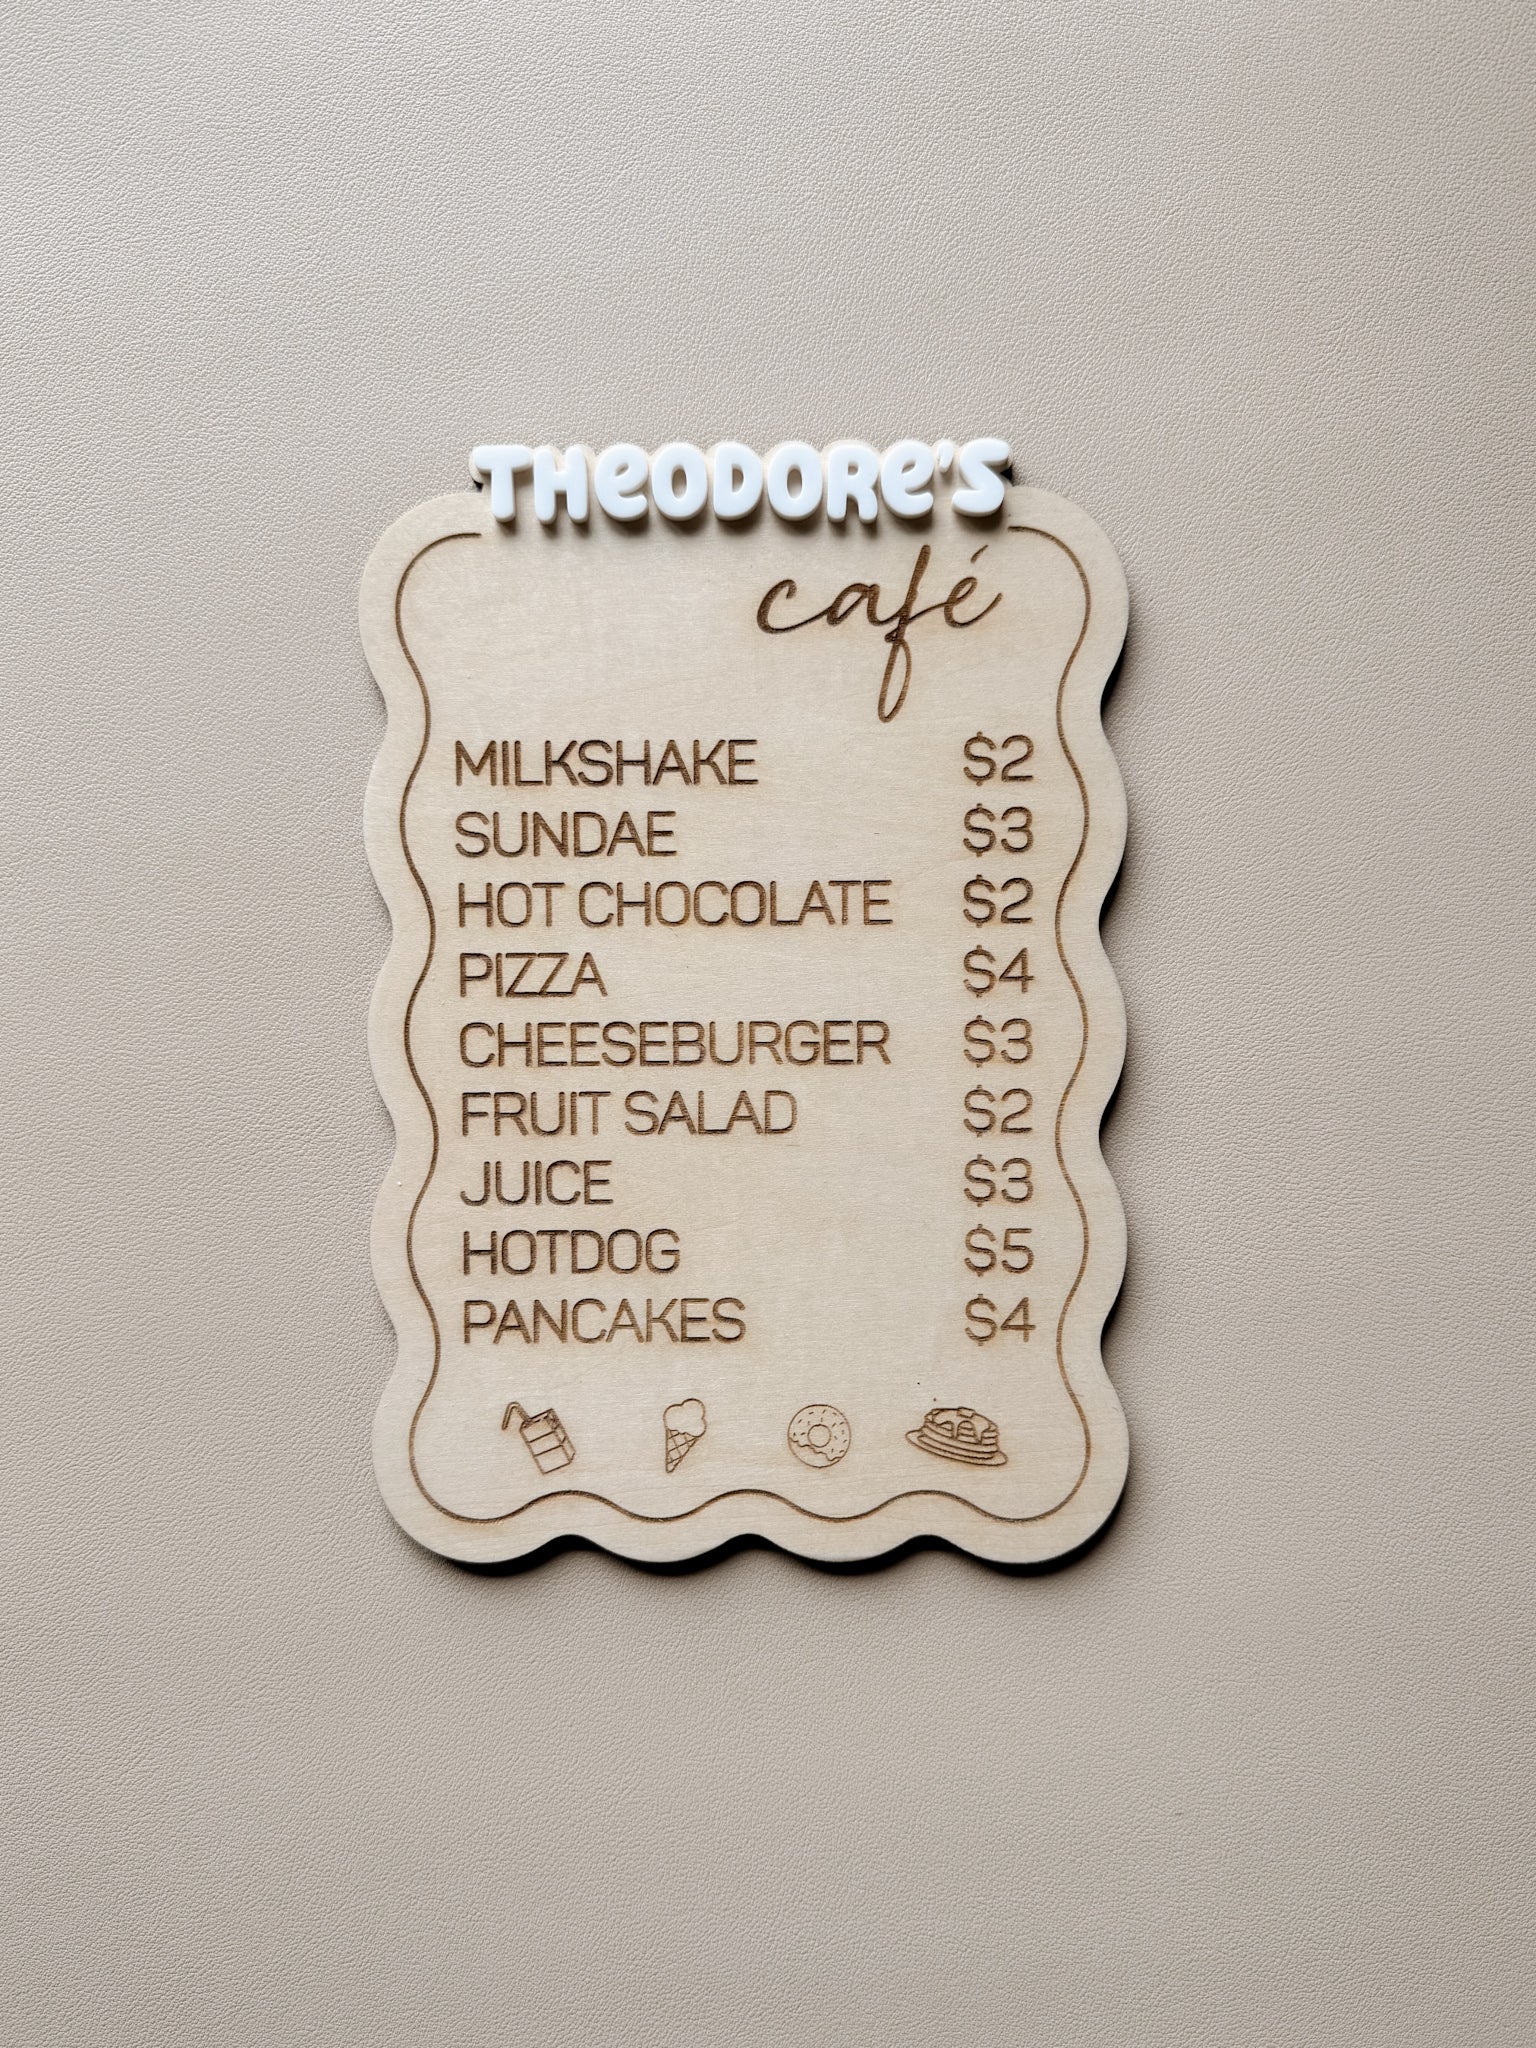 THEODORE'S
café
MILKSHAKE $2
SUNDAE $3
HOT CHOCOLATE $2
PIZZA $4
CHEESEBURGER $3
FRUIT SALAD $2
JUICE $3
HOTDOG $5
PANCAKES $4